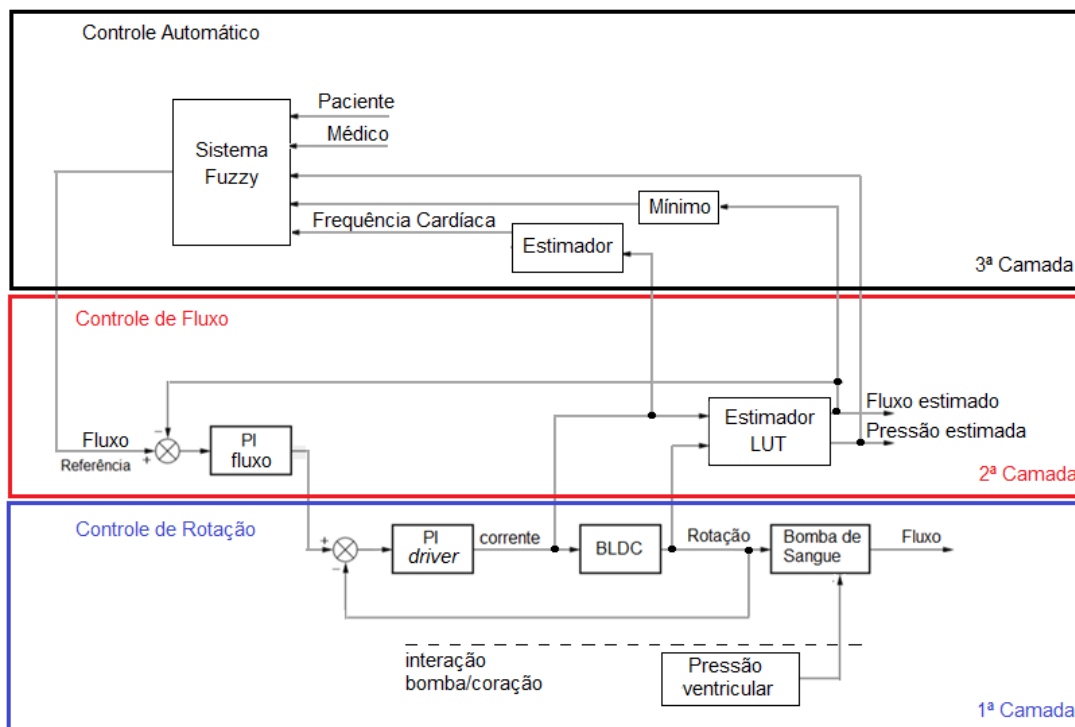 Controle Automático
Paciente
Médico
Sistema
Fuzzy
Mínimo
Frequência Cardíaca
Estimador
3ª Camada
Controle de Fluxo
Fluxo estimado
Estimador
LUT
Pressão estimada
−
Fluxo
+
Referência
PI
fluxo
2ª Camada
Controle de Rotação
+
−
PI
driver
corrente
BLDC
Rotação
Bomba de
Sangue
Fluxo
interação
bomba/coração
Pressão
ventricular
1ª Camada